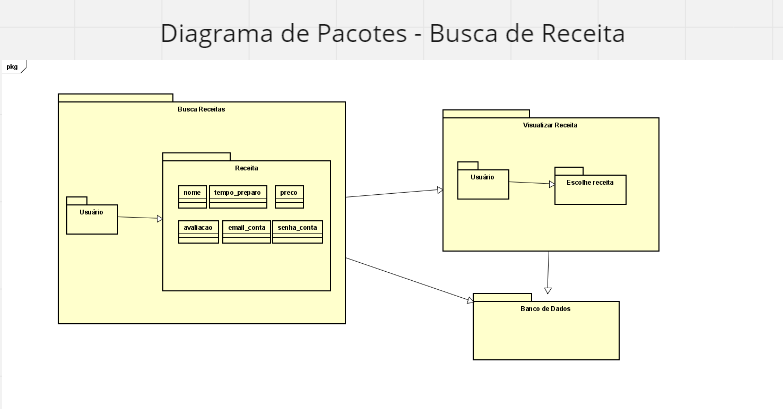 Diagrama de Pacotes - Busca de Receita
pkg
Busca Receitas
Usuário
Receita
nome
tempo_preparo
preco
avaliacao
email_conta
senha_conta
Visualizar Receita
Usuário
Escolhe receita
Banco de Dados